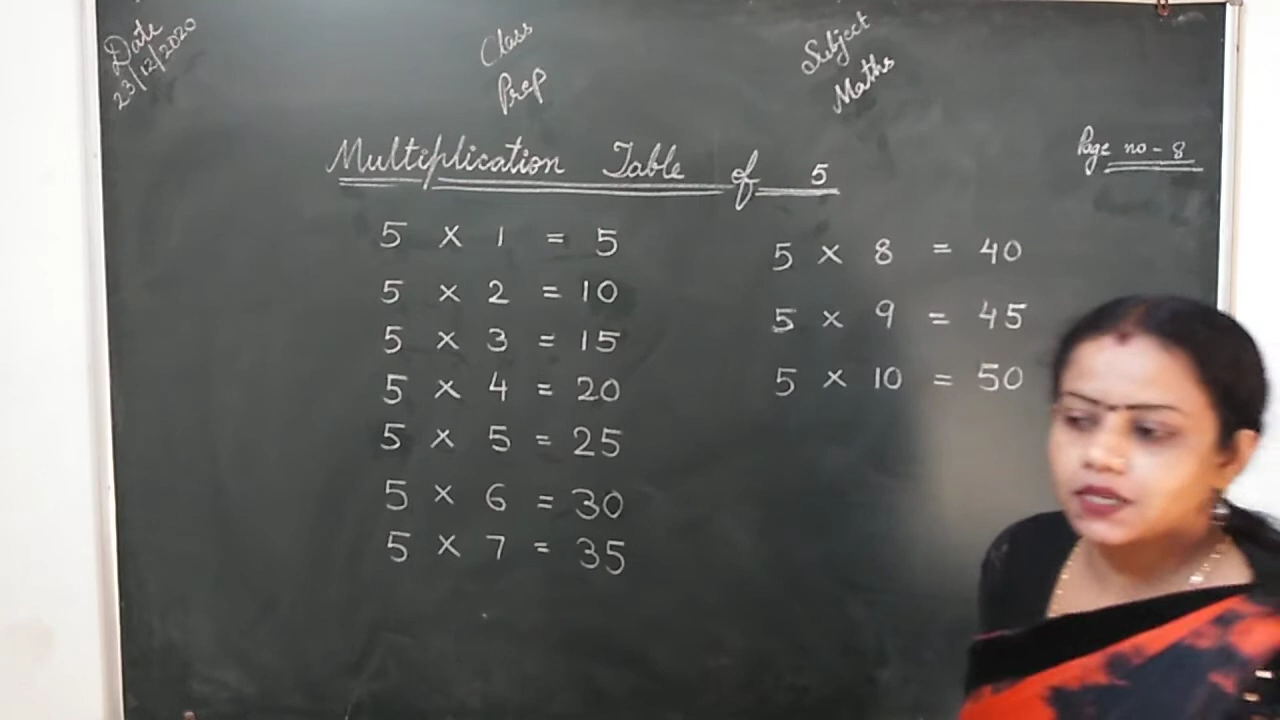 Date
23/12/2020
Class
Prep
Subject
Maths
Page no - 8
Multiplication Table of 5
5 × 1 = 5
5 × 2 = 10
5 × 3 = 15
5 × 4 = 20
5 × 5 = 25
5 × 6 = 30
5 × 7 = 35
5 × 8 = 40
5 × 9 = 45
5 × 10 = 50